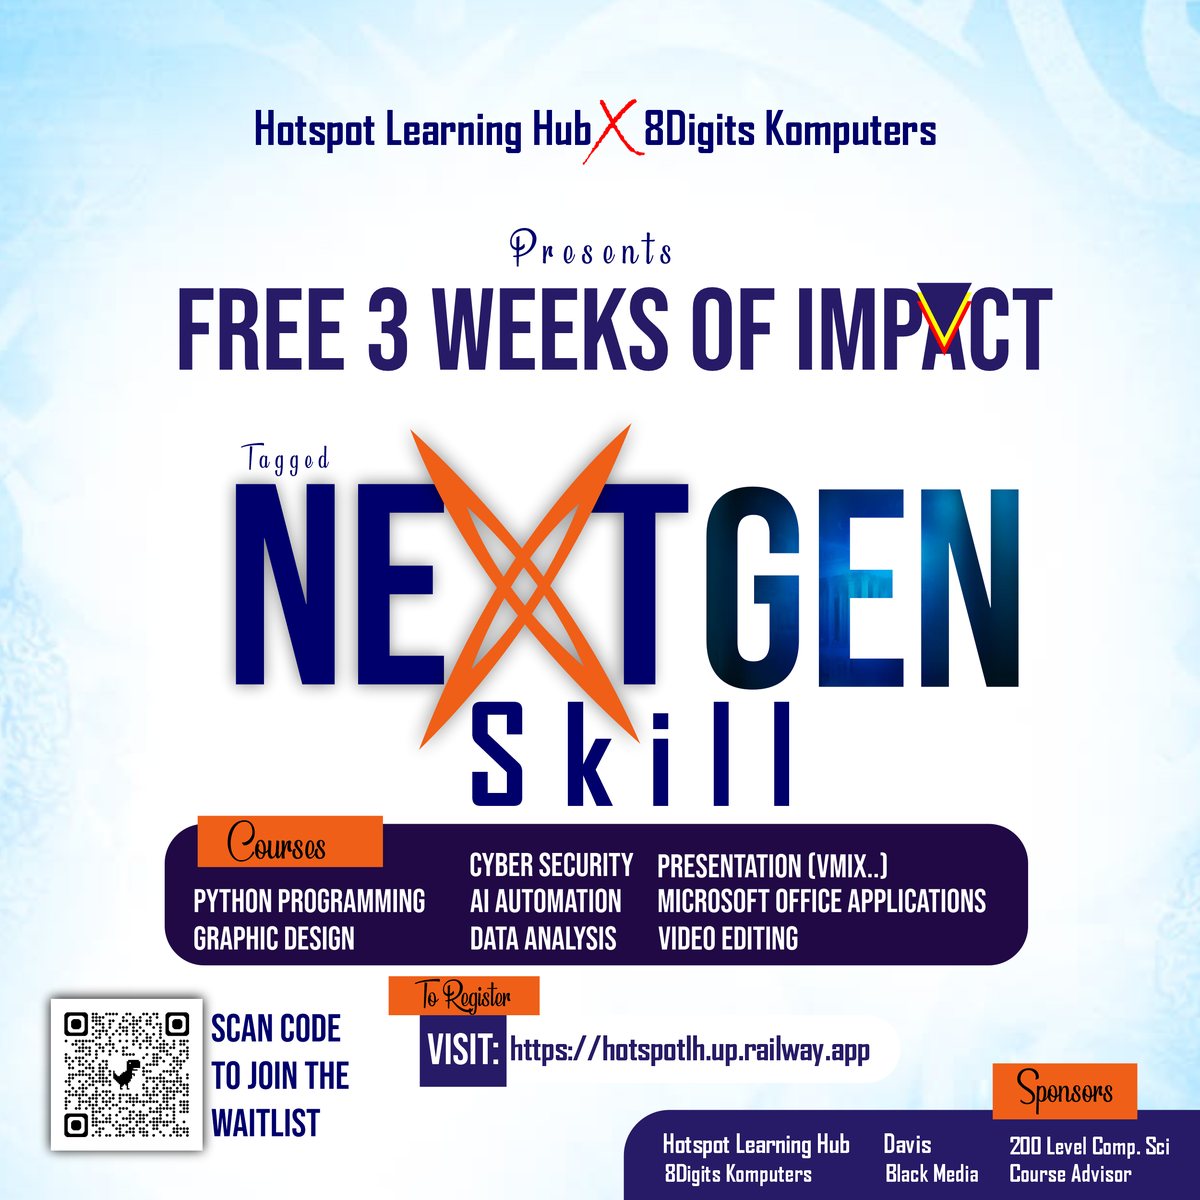 Hotspot Learning Hub X 8Digits Komputers
Presents
FREE 3 WEEKS OF IMPACT
Tagged
NEXTGEN
Skill
Courses
PYTHON PROGRAMMING
GRAPHIC DESIGN
CYBER SECURITY
AI AUTOMATION
DATA ANALYSIS
PRESENTATION (VMIX..)
MICROSOFT OFFICE APPLICATIONS
VIDEO EDITING
SCAN CODE
TO JOIN THE
WAITLIST
To Register
VISIT: https://hotspotlh.up.railway.app
Sponsors
Hotspot Learning Hub
8Digits Komputers
Davis
Black Media
200 Level Comp. Sci
Course Advisor